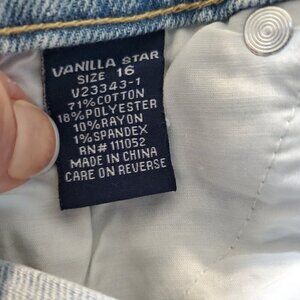 VANILLA STAR
SIZE 16
V23343-1
71% COTTON
18% POLYESTER
10% RAYON
1% SPANDEX
RN# 111052
MADE IN CHINA
CARE ON REVERSE